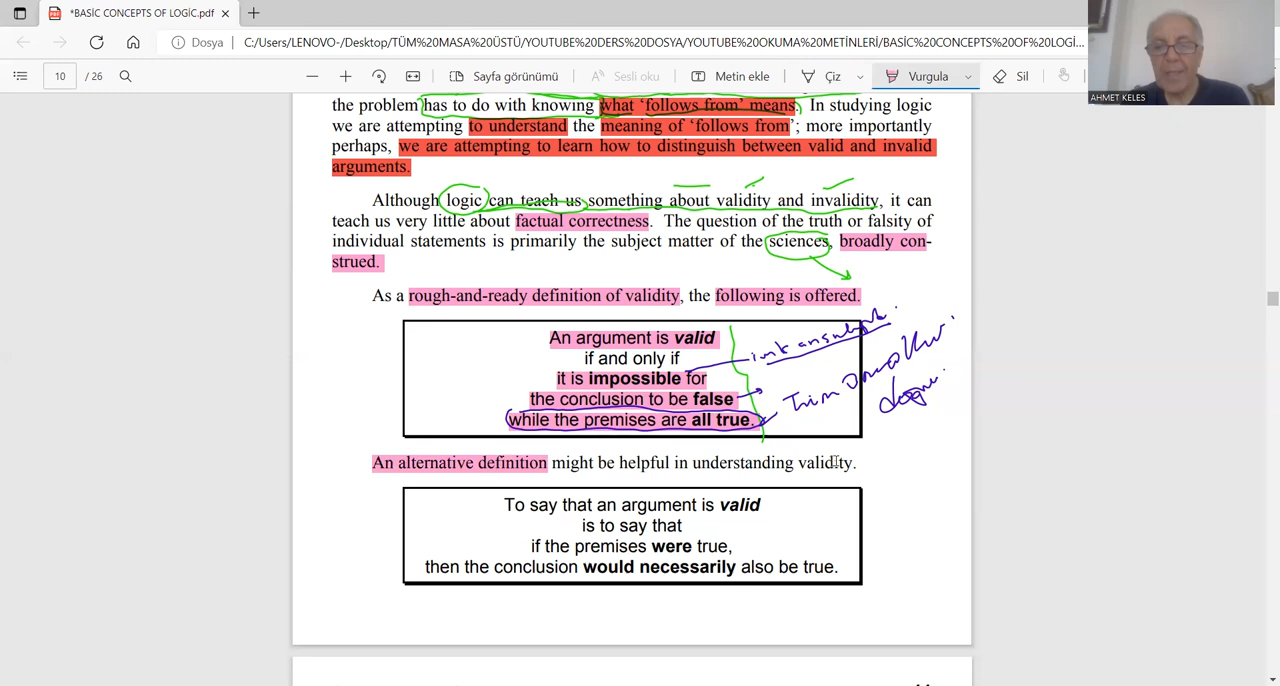 *BASİC CONCEPTS OF LOGİC.pdf
Dosya
C:/Users/LENOVO-/Desktop/TÜM%20MASA%20ÜSTÜ/YOUTUBE%20DERS%20DOSYA/YOUTUBE%20OKUMA%20METİNLERİ/BASİC%20CONCEPTS%20OF%20LOGİ...
10 / 26
Sayfa görünümü
Sesli oku
Metin ekle
Çiz
Vurgula
Sil
AHMET KELES
the problem has to do with knowing what ‘follows from’ means. In studying logic
we are attempting to understand the meaning of ‘follows from’; more importantly
perhaps, we are attempting to learn how to distinguish between valid and invalid
arguments.
Although logic can teach us something about validity and invalidity, it can
teach us very little about factual correctness. The question of the truth or falsity of
individual statements is primarily the subject matter of the sciences, broadly con-
strued.
As a rough-and-ready definition of validity, the following is offered.
An argument is valid
if and only if
it is impossible for
the conclusion to be false
while the premises are all true.
An alternative definition might be helpful in understanding validity.
To say that an argument is valid
is to say that
if the premises were true,
then the conclusion would necessarily also be true.